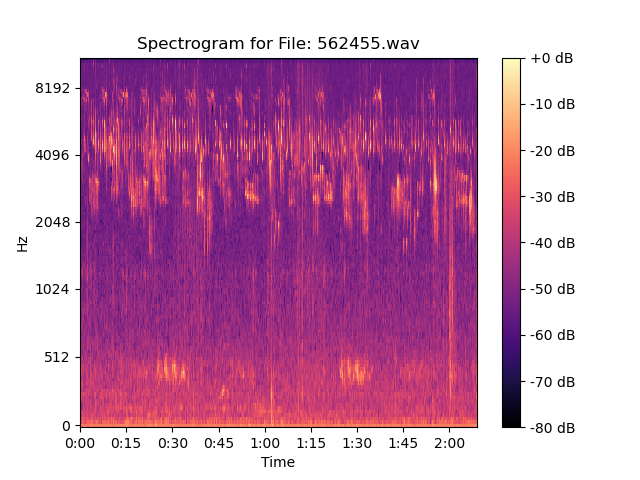 Spectrogram for File: 562455.wav
Hz
8192
4096
2048
1024
512
0
0:00 0:15 0:30 0:45 1:00 1:15 1:30 1:45 2:00
Time
+0 dB
-10 dB
-20 dB
-30 dB
-40 dB
-50 dB
-60 dB
-70 dB
-80 dB